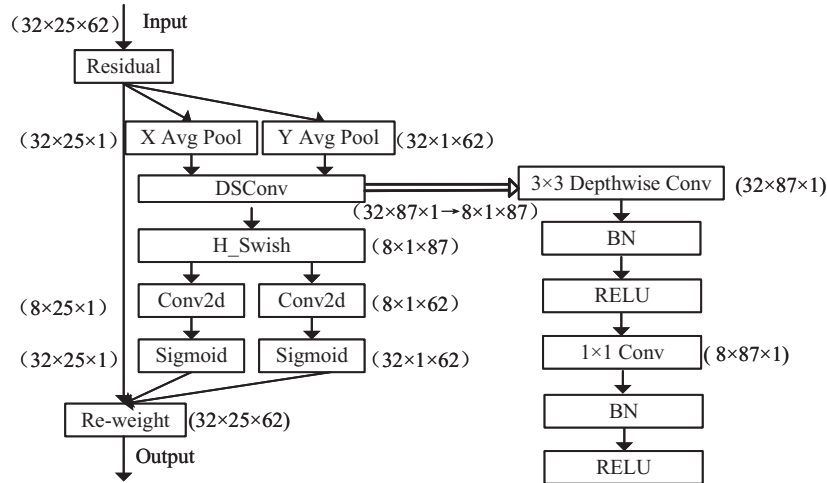 (32×25×62) Input
Residual
(32×25×1) X Avg Pool Y Avg Pool (32×1×62)
DSConv
(32×87×1→8×1×87)
H_Swish (8×1×87)
(8×25×1) Conv2d Conv2d (8×1×62)
(32×25×1) Sigmoid Sigmoid (32×1×62)
Re-weight (32×25×62)
Output
3×3 Depthwise Conv (32×87×1)
BN
RELU
1×1 Conv (8×87×1)
BN
RELU